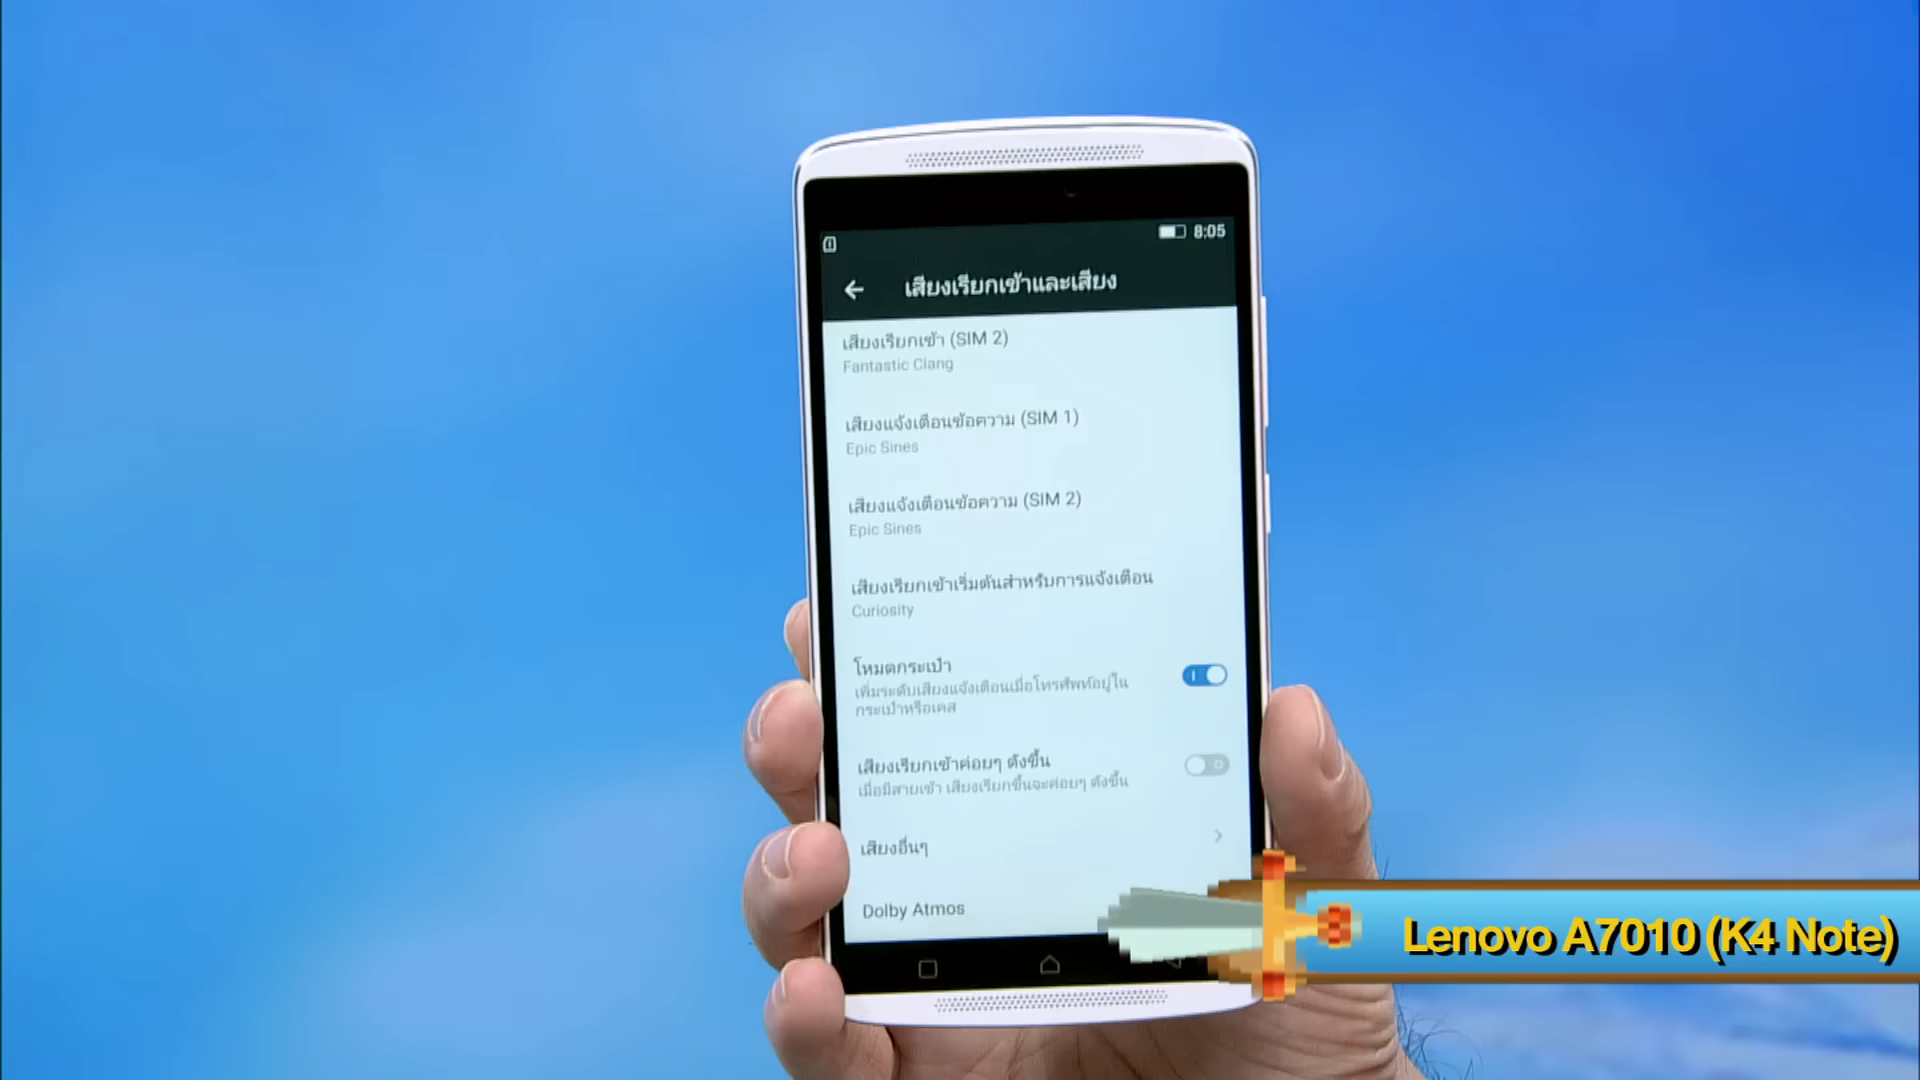 8:05
เสียงเรียกเข้าและเสียง
เสียงเรียกเข้า (SIM 2)
Fantastic Clang
เสียงแจ้งเตือนข้อความ (SIM 1)
Epic Sines
เสียงแจ้งเตือนข้อความ (SIM 2)
Epic Sines
เสียงเรียกเข้าเริ่มต้นสำหรับการแจ้งเตือน
Curiosity
โหมดกระเป๋า
เพิ่มระดับเสียงแจ้งเตือนเมื่อโทรศัพท์อยู่ใน
กระเป๋าหรือเคส
เสียงเรียกเข้าค่อยๆ ดังขึ้น
เมื่อมีสายเข้า เสียงเรียกขึ้นจะค่อยๆ ดังขึ้น
เสียงอื่นๆ
Dolby Atmos
Lenovo A7010 (K4 Note)